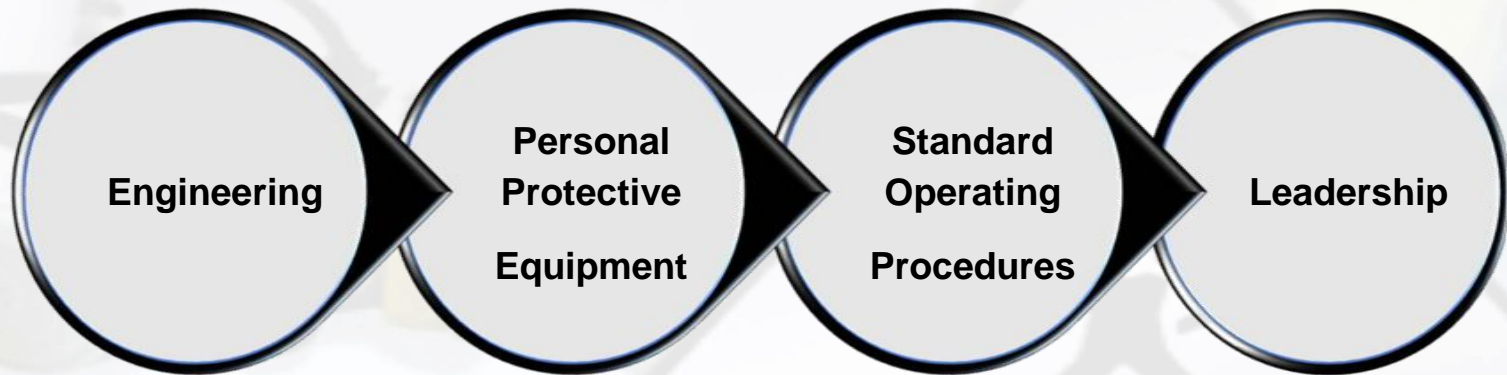 Engineering
Personal
Protective
Equipment
Standard
Operating
Procedures
Leadership